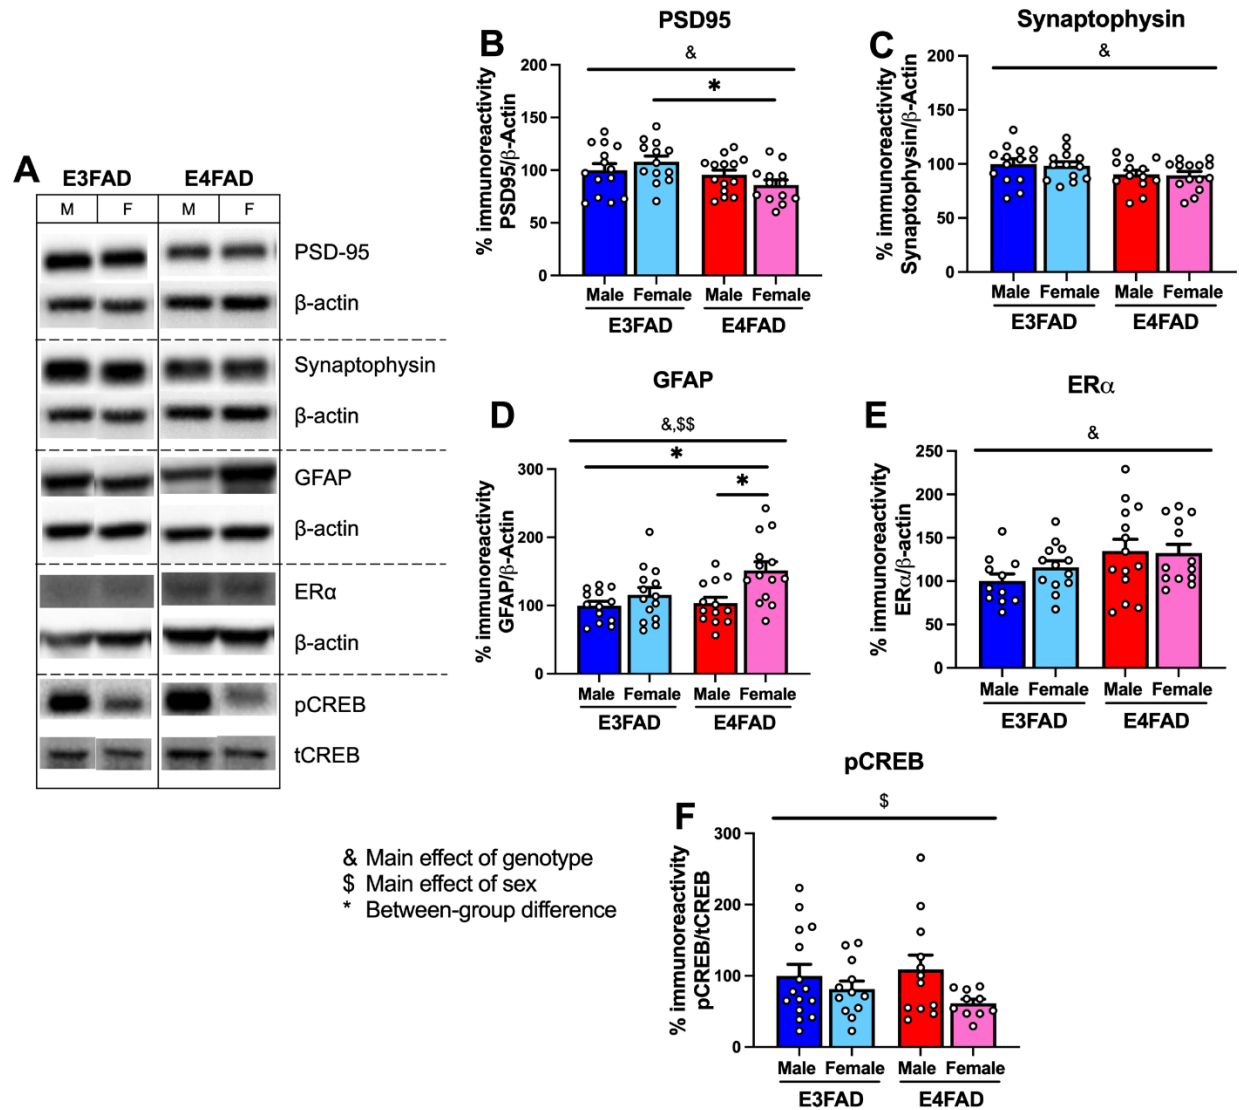 A
E3FAD E4FAD
M F M F
PSD-95
β-actin
Synaptophysin
β-actin
GFAP
β-actin
ERα
β-actin
pCREB
tCREB
B
PSD95
&
*
% immunoreactivity
PSD95/β-Actin
200
150
100
50
0
Male Female Male Female
E3FAD E4FAD
C
Synaptophysin
&
% immunoreactivity
Synaptophysin/β-Actin
200
150
100
50
0
Male Female Male Female
E3FAD E4FAD
D
GFAP
&,$$
*
*
% immunoreactivity
GFAP/β-Actin
300
200
100
0
Male Female Male Female
E3FAD E4FAD
E
ERα
&
% immunoreactivity
ERα/β-actin
250
200
150
100
50
0
Male Female Male Female
E3FAD E4FAD
& Main effect of genotype
$ Main effect of sex
* Between-group difference
F
pCREB
$
% immunoreactivity
pCREB/tCREB
300
200
100
0
Male Female Male Female
E3FAD E4FAD